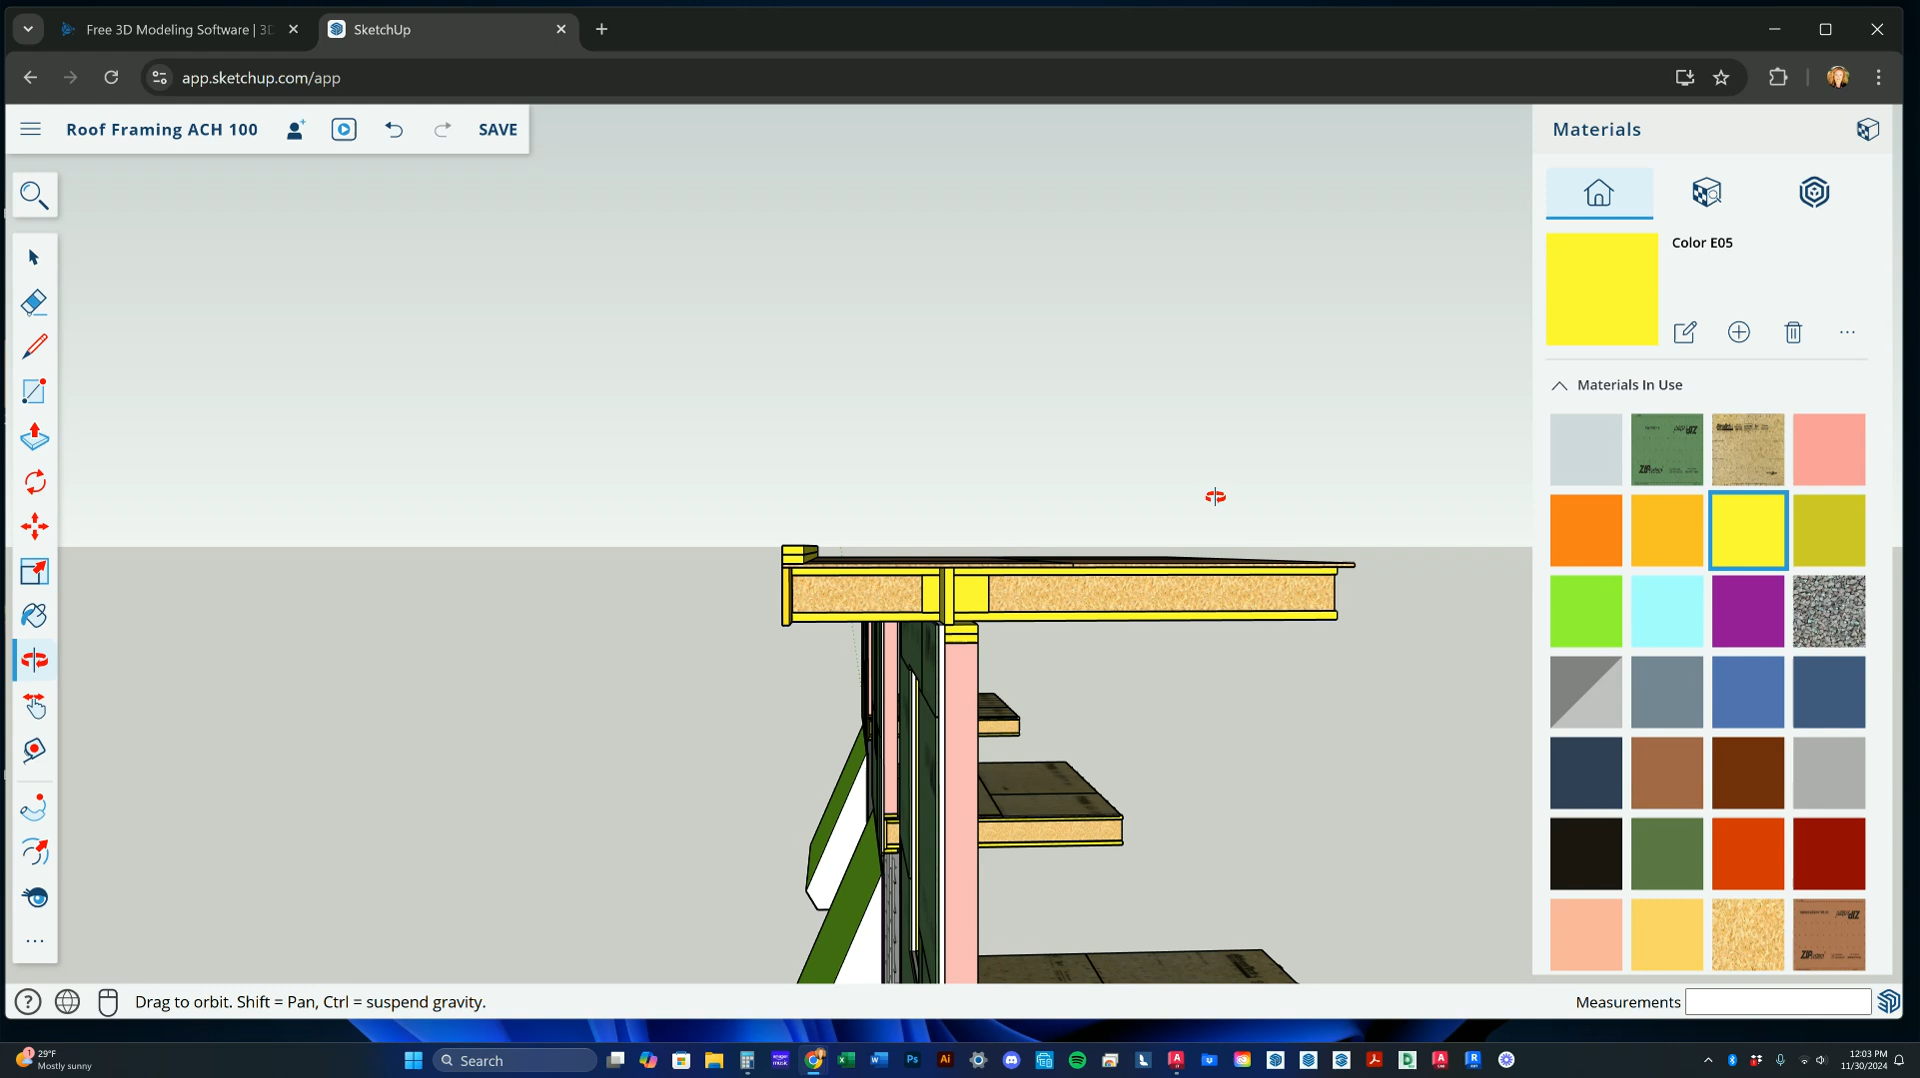 Free 3D Modeling Software | 3D
SketchUp
app.sketchup.com/app
Roof Framing ACH 100
SAVE
Materials
Color E05
Materials In Use
Drag to orbit. Shift = Pan, Ctrl = suspend gravity.
Measurements
29°F
Mostly sunny
Search
12:03 PM
11/30/2024